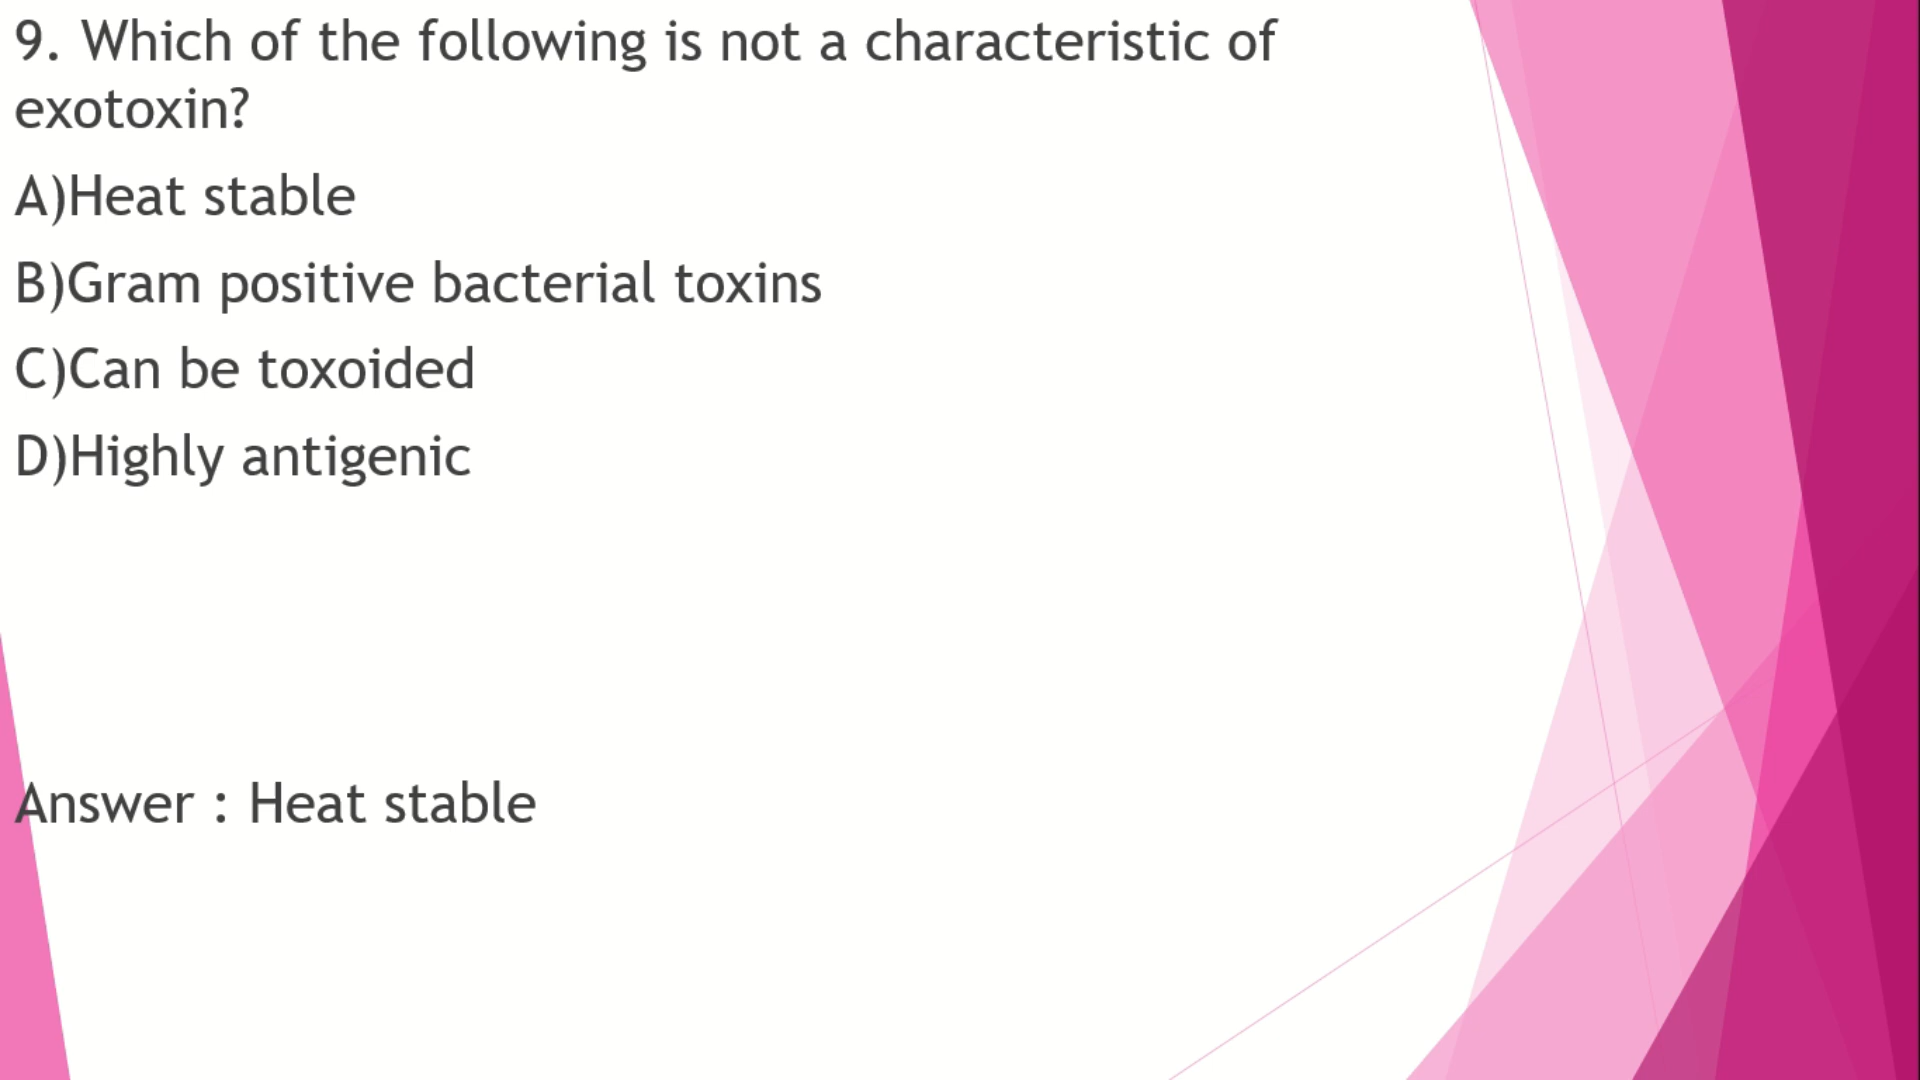 9. Which of the following is not a characteristic of
exotoxin?
A)Heat stable
B)Gram positive bacterial toxins
C)Can be toxoided
D)Highly antigenic
Answer : Heat stable